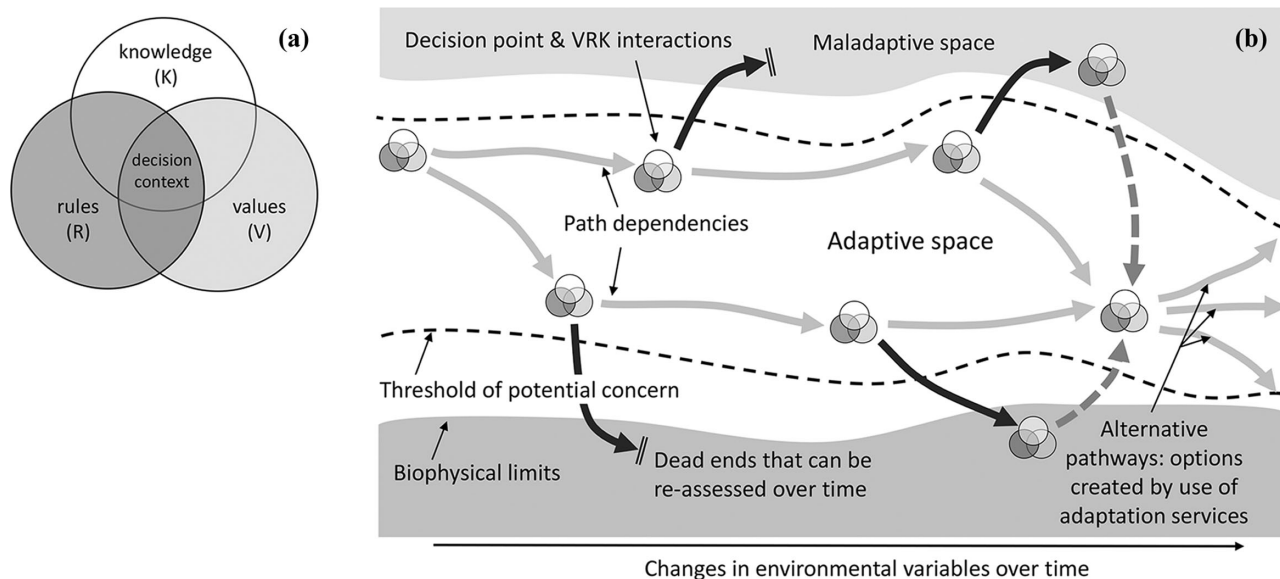 (a)
knowledge
(K)
decision
context
rules
(R)
values
(V)
(b)
Decision point & VRK interactions
Maladaptive space
Path dependencies
Adaptive space
Threshold of potential concern
Biophysical limits
Dead ends that can be
re-assessed over time
Alternative
pathways: options
created by use of
adaptation services
Changes in environmental variables over time